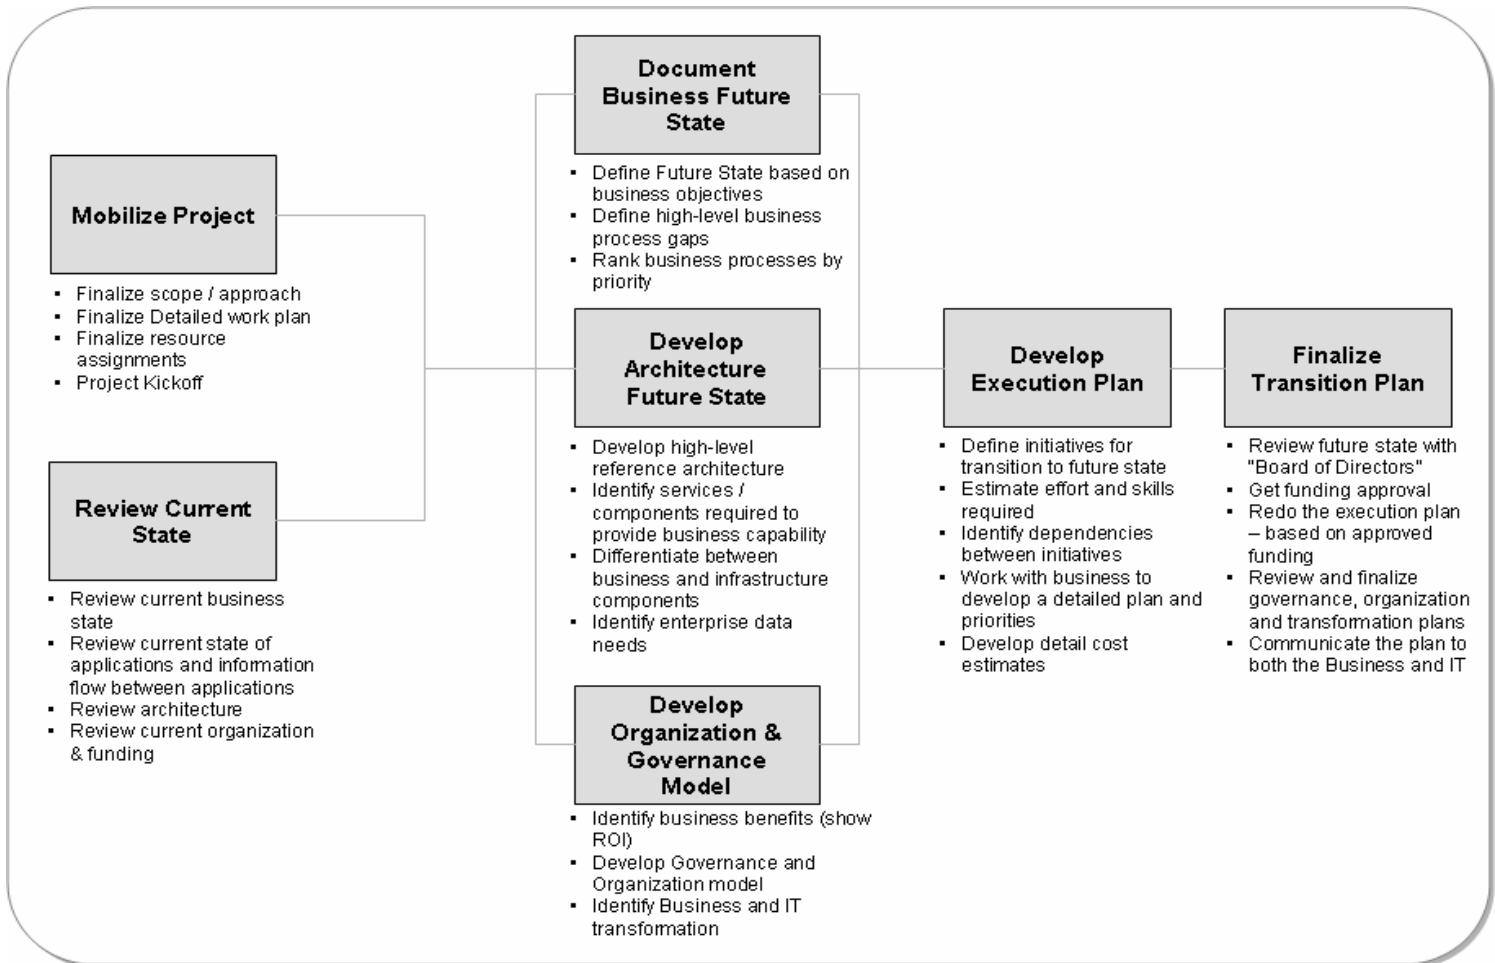 Mobilize Project
▪ Finalize scope / approach
▪ Finalize Detailed work plan
▪ Finalize resource
assignments
▪ Project Kickoff
Review Current
State
▪ Review current business
state
▪ Review current state of
applications and information
flow between applications
▪ Review architecture
▪ Review current organization
& funding
Document
Business Future
State
▪ Define Future State based on
business objectives
▪ Define high-level business
process gaps
▪ Rank business processes by
priority
Develop
Architecture
Future State
▪ Develop high-level
reference architecture
▪ Identify services /
components required to
provide business capability
▪ Differentiate between
business and infrastructure
components
▪ Identify enterprise data
needs
Develop
Organization &
Governance
Model
▪ Identify business benefits (show
ROI)
▪ Develop Governance and
Organization model
▪ Identify Business and IT
transformation
Develop
Execution Plan
▪ Define initiatives for
transition to future state
▪ Estimate effort and skills
required
▪ Identify dependencies
between initiatives
▪ Work with business to
develop a detailed plan and
priorities
▪ Develop detail cost
estimates
Finalize
Transition Plan
▪ Review future state with
"Board of Directors"
▪ Get funding approval
▪ Redo the execution plan
– based on approved
funding
▪ Review and finalize
governance, organization
and transformation plans
▪ Communicate the plan to
both the Business and IT